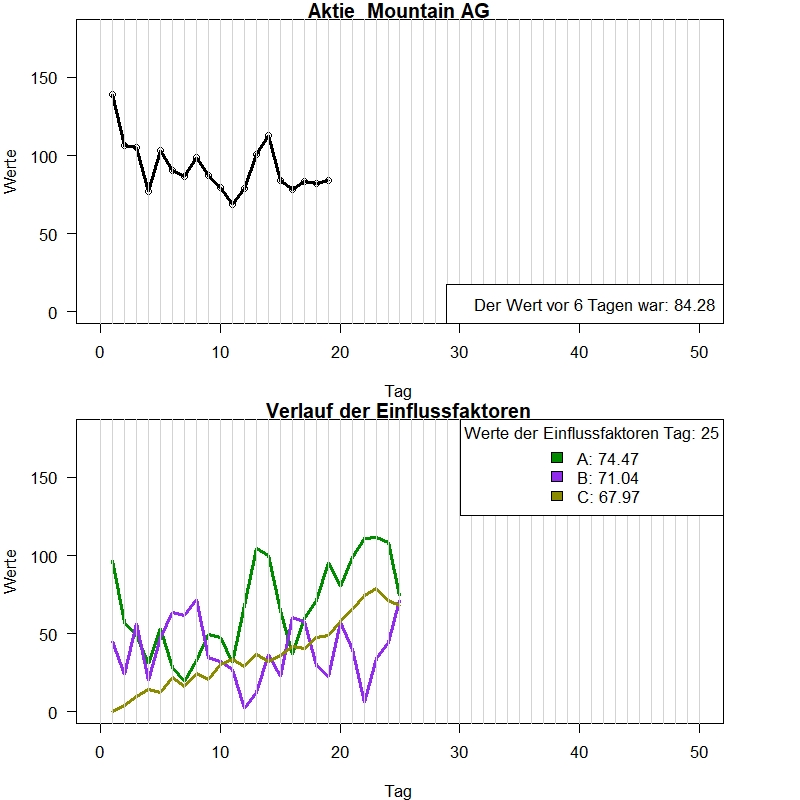 Aktie  Mountain AG
Werte
150
100
50
0
Der Wert vor 6 Tagen war: 84.28
0 10 20 30 40 50
Tag
Verlauf der Einflussfaktoren
Werte
150
100
50
0
Werte der Einflussfaktoren Tag: 25
A: 74.47
B: 71.04
C: 67.97
0 10 20 30 40 50
Tag